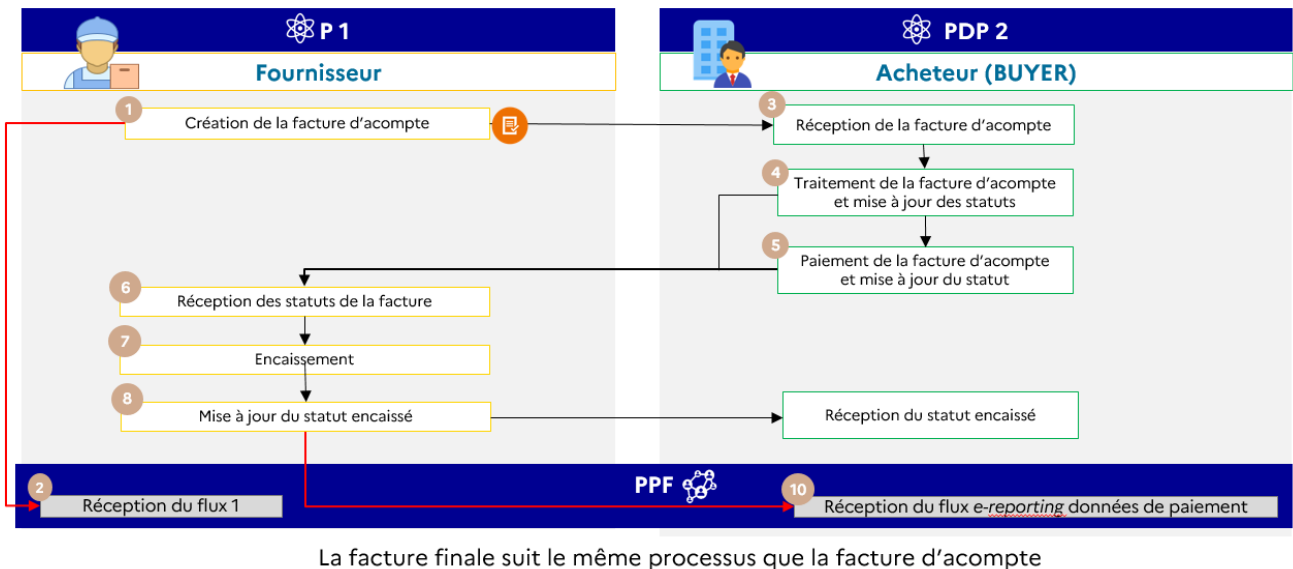 P 1
PDP 2
Fournisseur
Acheteur (BUYER)
1
Création de la facture d'acompte
3
Réception de la facture d'acompte
4
Traitement de la facture d'acompte
et mise à jour des statuts
5
Paiement de la facture d'acompte
et mise à jour du statut
6
Réception des statuts de la facture
7
Encaissement
8
Mise à jour du statut encaissé
Réception du statut encaissé
PPF
2
Réception du flux 1
10
Réception du flux e-reporting données de paiement
La facture finale suit le même processus que la facture d'acompte